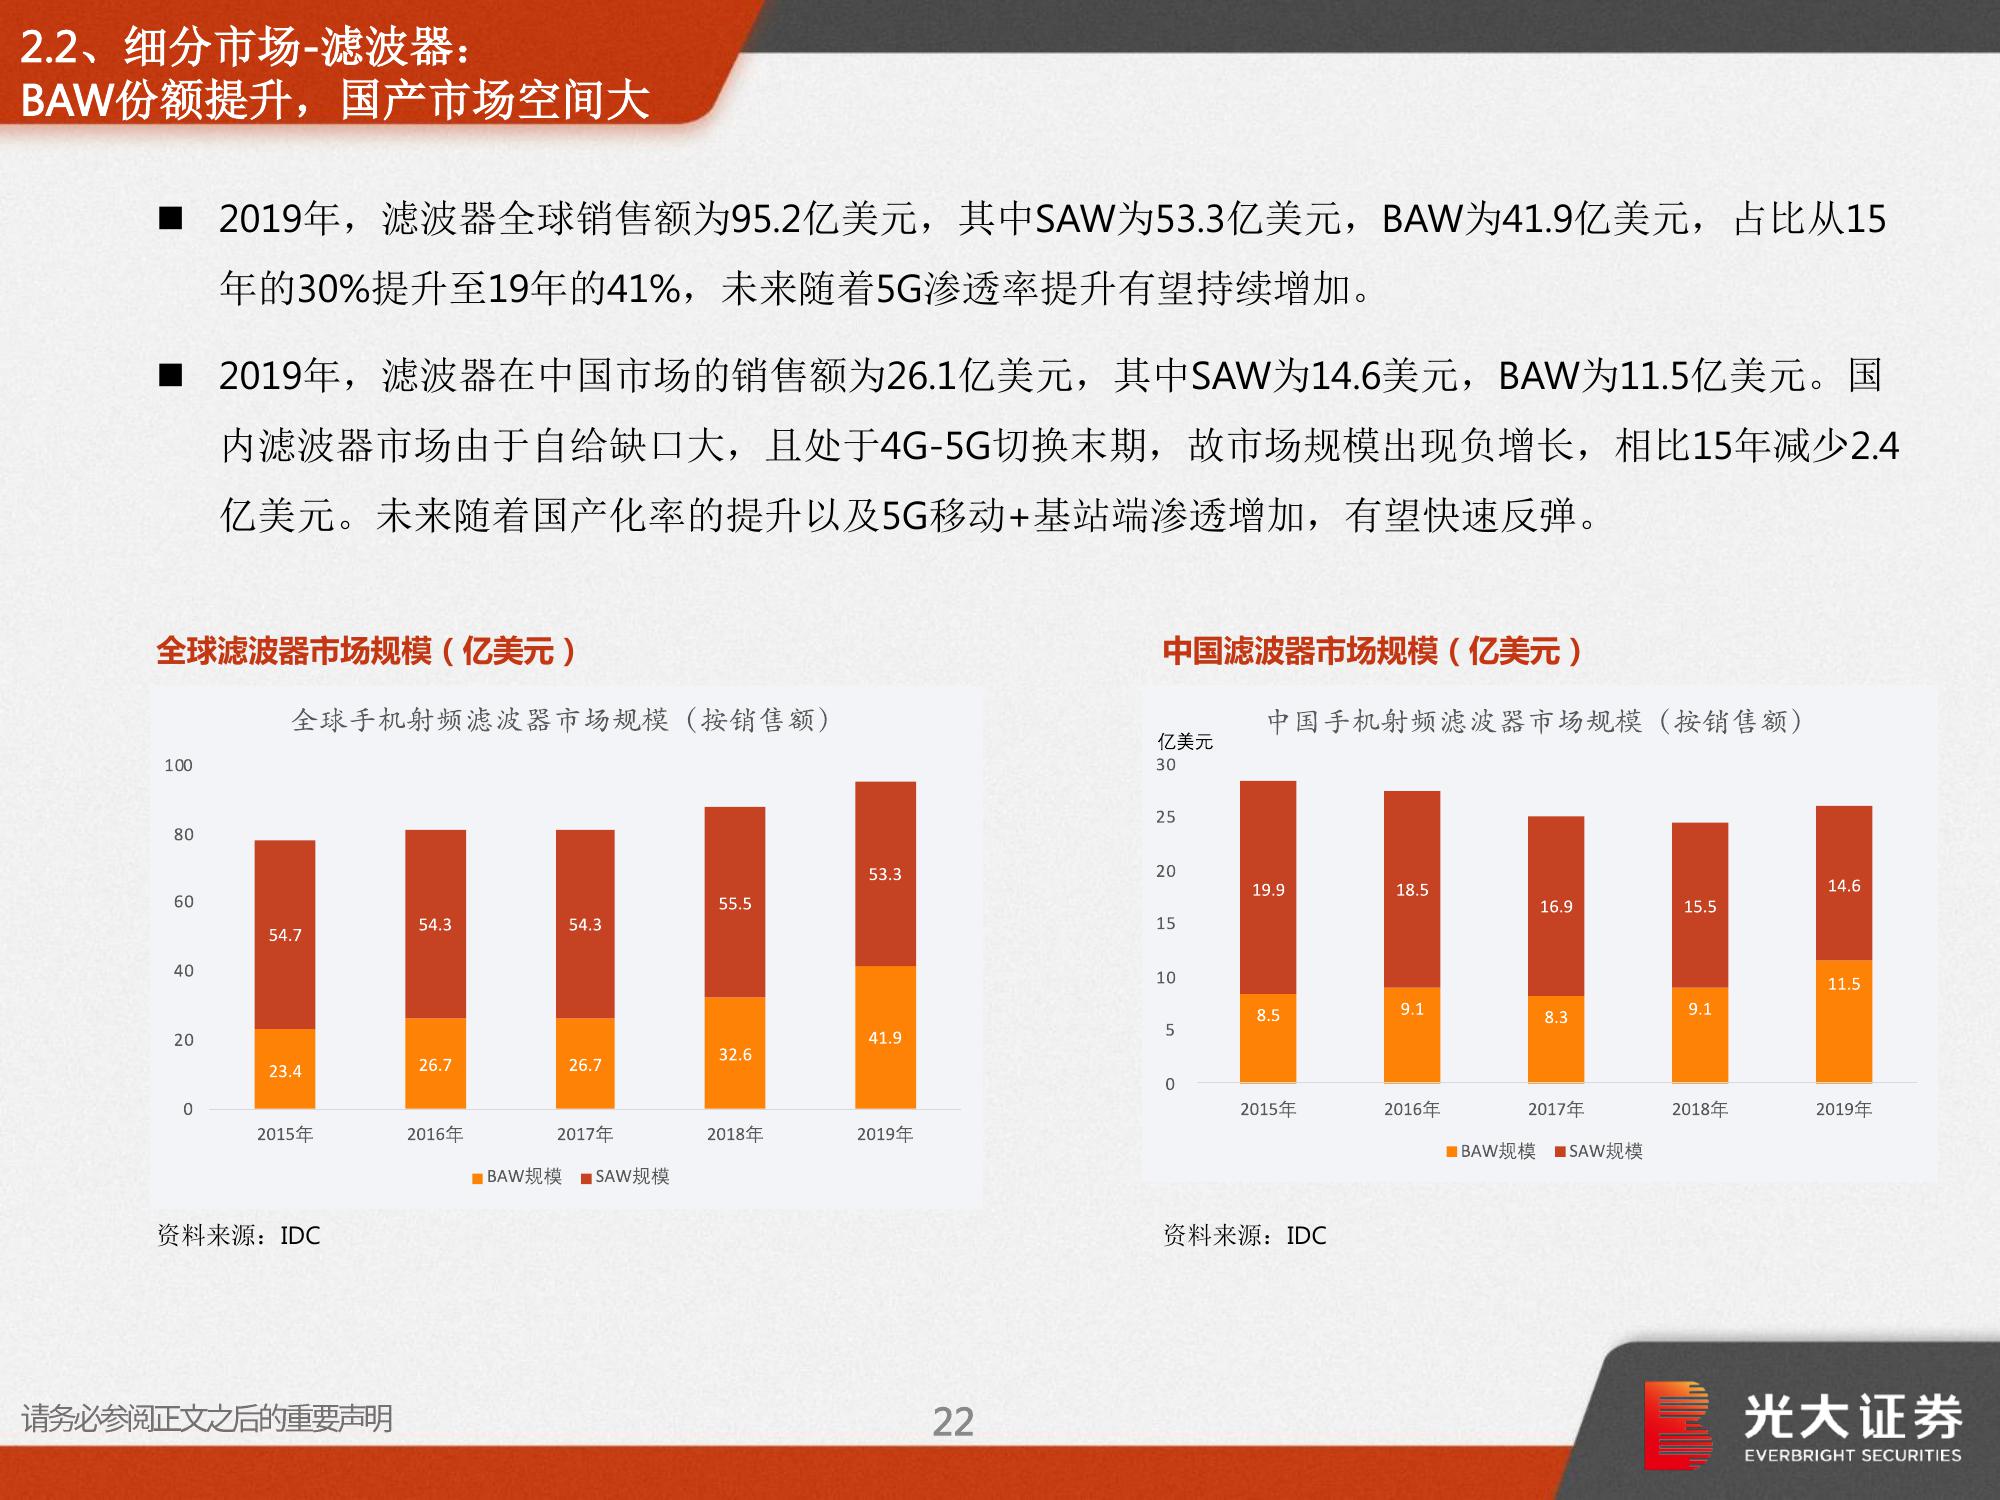 2.2、细分市场-滤波器：
BAW份额提升，国产市场空间大
■ 2019年，滤波器全球销售额为95.2亿美元，其中SAW为53.3亿美元，BAW为41.9亿美元，占比从15
年的30%提升至19年的41%，未来随着5G渗透率提升有望持续增加。
■ 2019年，滤波器在中国市场的销售额为26.1亿美元，其中SAW为14.6美元，BAW为11.5亿美元。国
内滤波器市场由于自给缺口大，且处于4G-5G切换末期，故市场规模出现负增长，相比15年减少2.4
亿美元。未来随着国产化率的提升以及5G移动+基站端渗透增加，有望快速反弹。
全球滤波器市场规模（亿美元）
全球手机射频滤波器市场规模（按销售额）
100
80
60
40
20
0
54.7
54.3
54.3
55.5
53.3
23.4
26.7
26.7
32.6
41.9
2015年 2016年 2017年 2018年 2019年
BAW规模 SAW规模
资料来源：IDC
中国滤波器市场规模（亿美元）
中国手机射频滤波器市场规模（按销售额）
亿美元
30
25
20
15
10
5
0
19.9
18.5
16.9
15.5
14.6
8.5
9.1
8.3
9.1
11.5
2015年 2016年 2017年 2018年 2019年
BAW规模 SAW规模
资料来源：IDC
请务必参阅正文之后的重要声明
22
光大证券
EVERBRIGHT SECURITIES